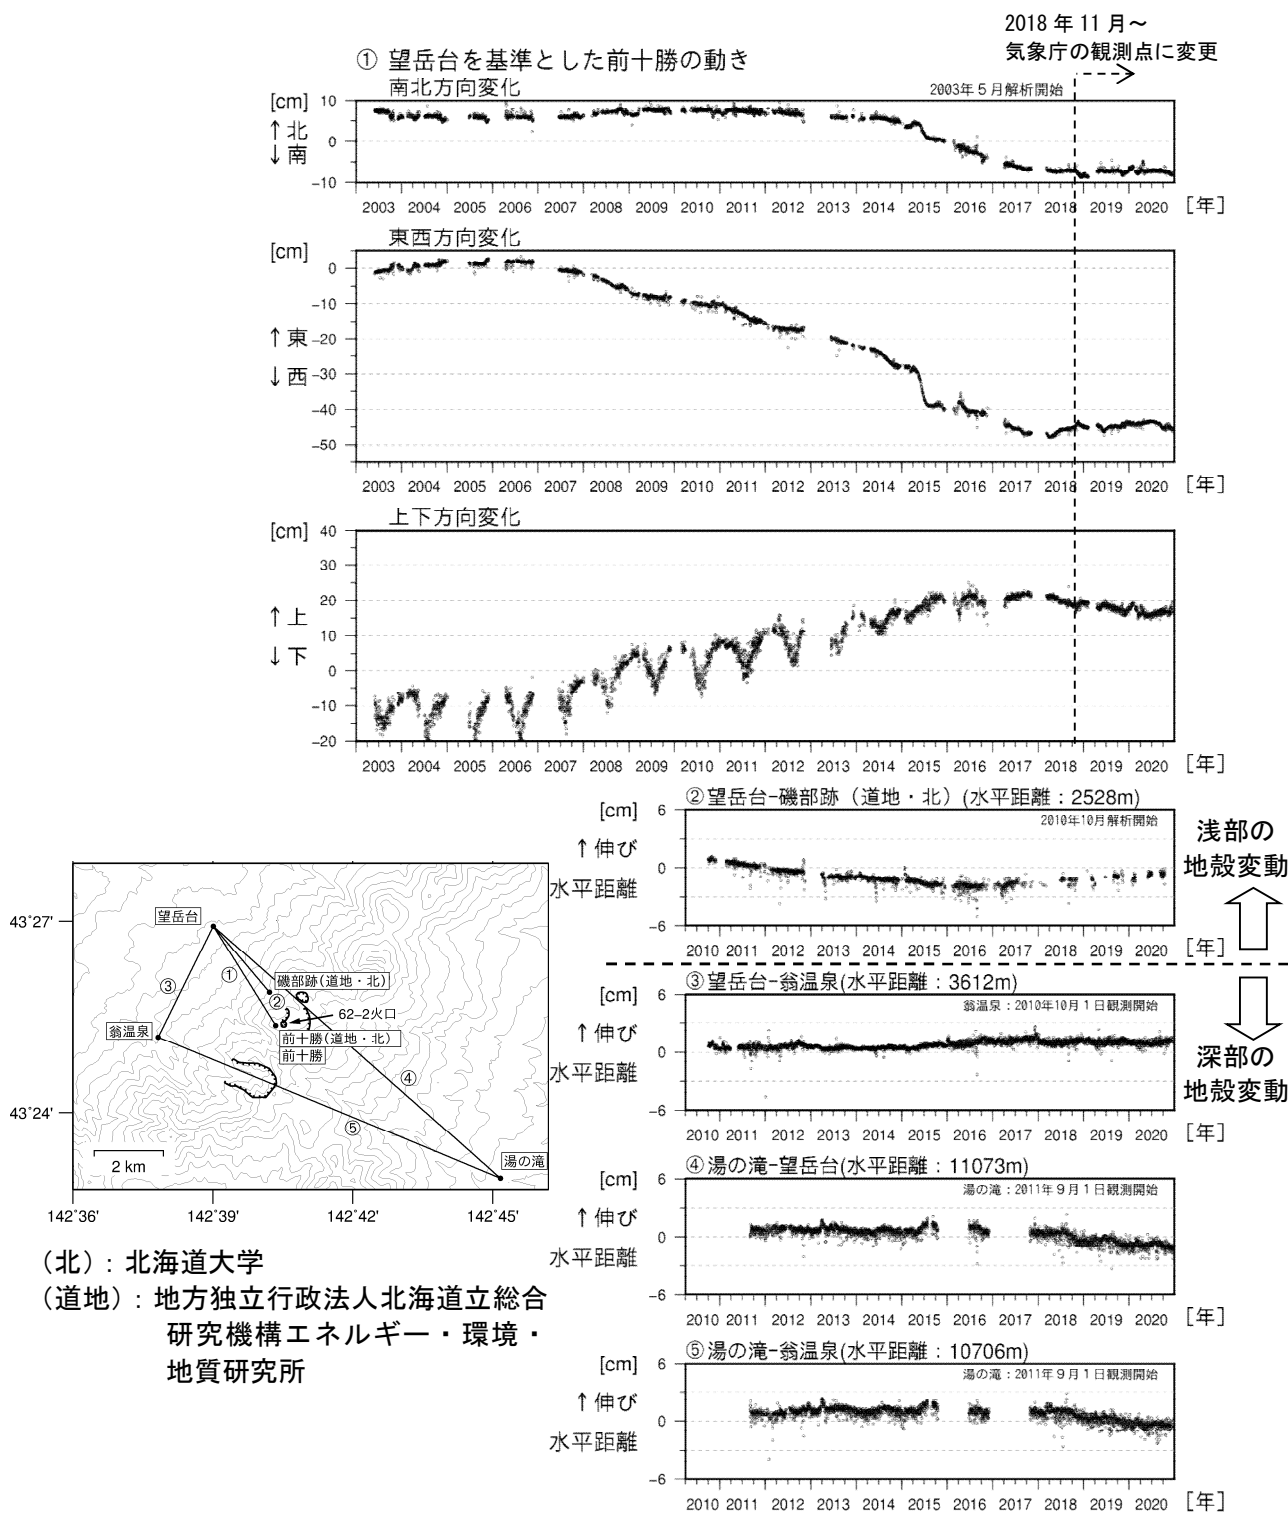 2018年11月～
気象庁の観測点に変更
① 望岳台を基準とした前十勝の動き
南北方向変化
2003年5月解析開始
[cm]
↑北
↓南
10
0
-10
2003 2004 2005 2006 2007 2008 2009 2010 2011 2012 2013 2014 2015 2016 2017 2018 2019 2020 [年]
東西方向変化
[cm]
↑東
↓西
0
-10
-20
-30
-40
-50
2003 2004 2005 2006 2007 2008 2009 2010 2011 2012 2013 2014 2015 2016 2017 2018 2019 2020 [年]
上下方向変化
[cm]
↑上
↓下
40
30
20
10
0
-10
-20
2003 2004 2005 2006 2007 2008 2009 2010 2011 2012 2013 2014 2015 2016 2017 2018 2019 2020 [年]
②望岳台-磯部跡（道地・北）(水平距離：2528m)
2010年10月解析開始
[cm]
↑伸び
水平距離
6
0
-6
2010 2011 2012 2013 2014 2015 2016 2017 2018 2019 2020 [年]
浅部の
地殻変動
③望岳台-翁温泉(水平距離：3612m)
翁温泉：2010年10月1日観測開始
[cm]
↑伸び
水平距離
6
0
-6
2010 2011 2012 2013 2014 2015 2016 2017 2018 2019 2020 [年]
深部の
地殻変動
④湯の滝-望岳台(水平距離：11073m)
湯の滝：2011年9月1日観測開始
[cm]
↑伸び
水平距離
6
0
-6
2010 2011 2012 2013 2014 2015 2016 2017 2018 2019 2020 [年]
⑤湯の滝-翁温泉(水平距離：10706m)
湯の滝：2011年9月1日観測開始
[cm]
↑伸び
水平距離
6
0
-6
2010 2011 2012 2013 2014 2015 2016 2017 2018 2019 2020 [年]
43°27'
43°24'
望岳台
磯部跡(道地・北)
①
②
③
62-2火口
翁温泉
前十勝(道地・北)
前十勝
④
⑤
2 km
湯の滝
142°36' 142°39' 142°42' 142°45'
（北）：北海道大学
（道地）：地方独立行政法人北海道立総合
研究機構エネルギー・環境・
地質研究所